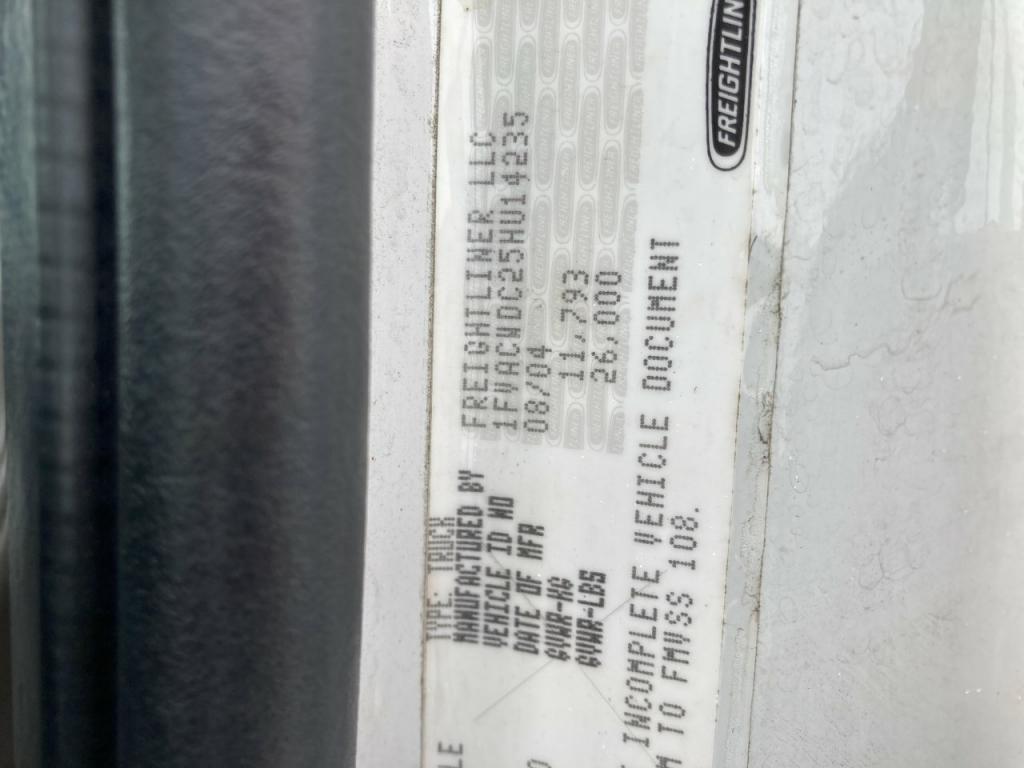 TYPE: TRUCK
MANUFACTURED BY FREIGHTLINER LLC
VEHICLE ID NO 1FVACWDC25HU14235
DATE OF MFR 08/04
GVWR-KG 11,793
GVWR-LBS 26,000
INCOMPLETE VEHICLE DOCUMENT
TO FMVSS 108.
FREIGHTLIN